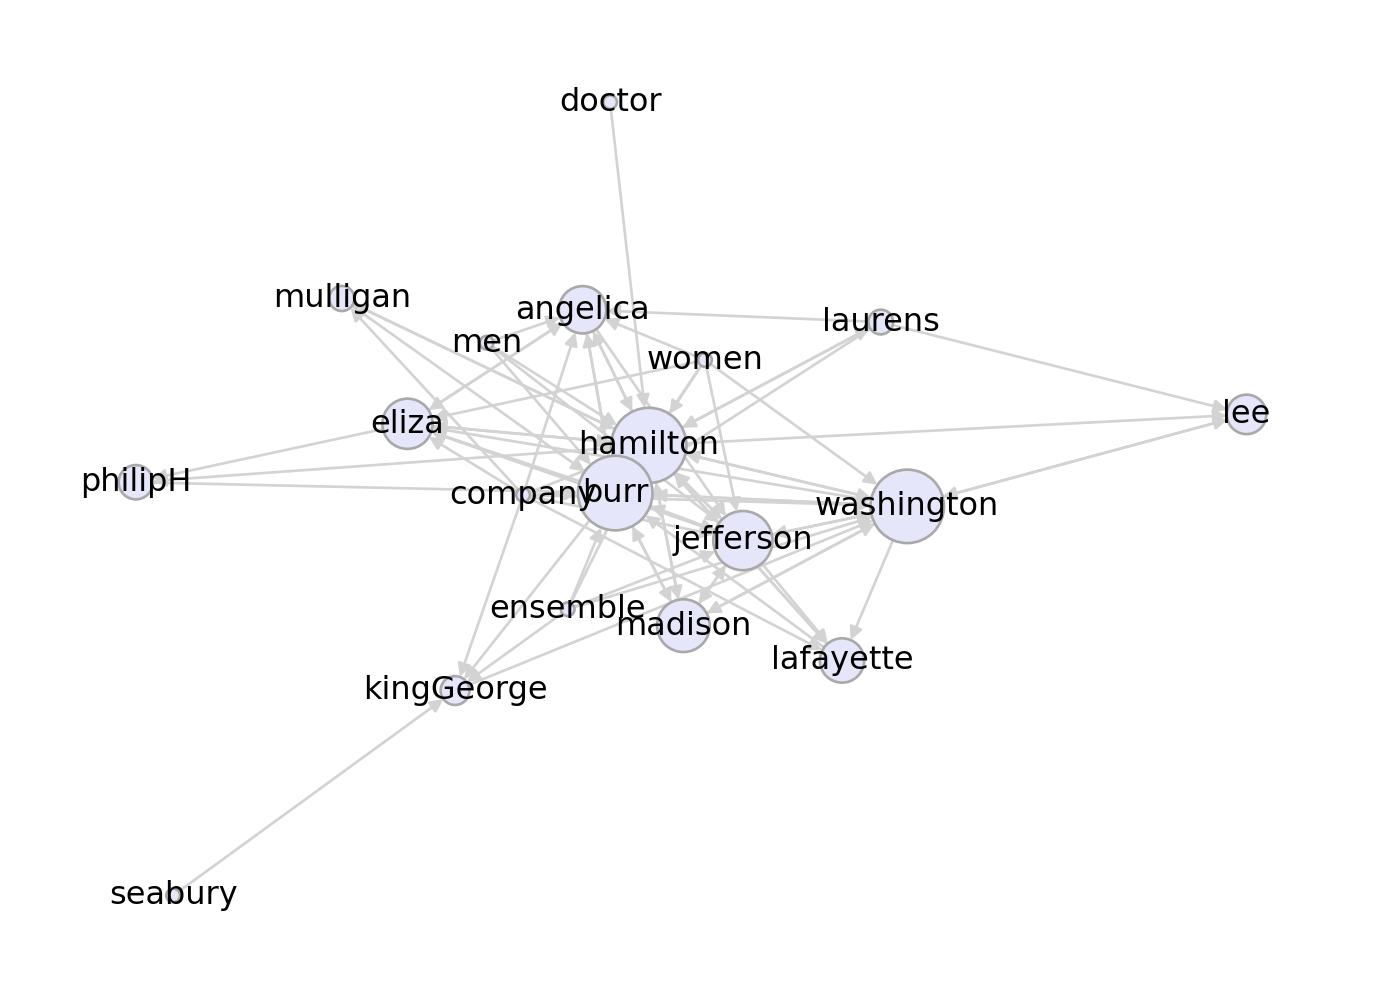 doctor
mulligan
angelica
laurens
men
women
lee
eliza
hamilton
philipH
company
burr
washington
jefferson
ensemble
madison
lafayette
kingGeorge
seabury